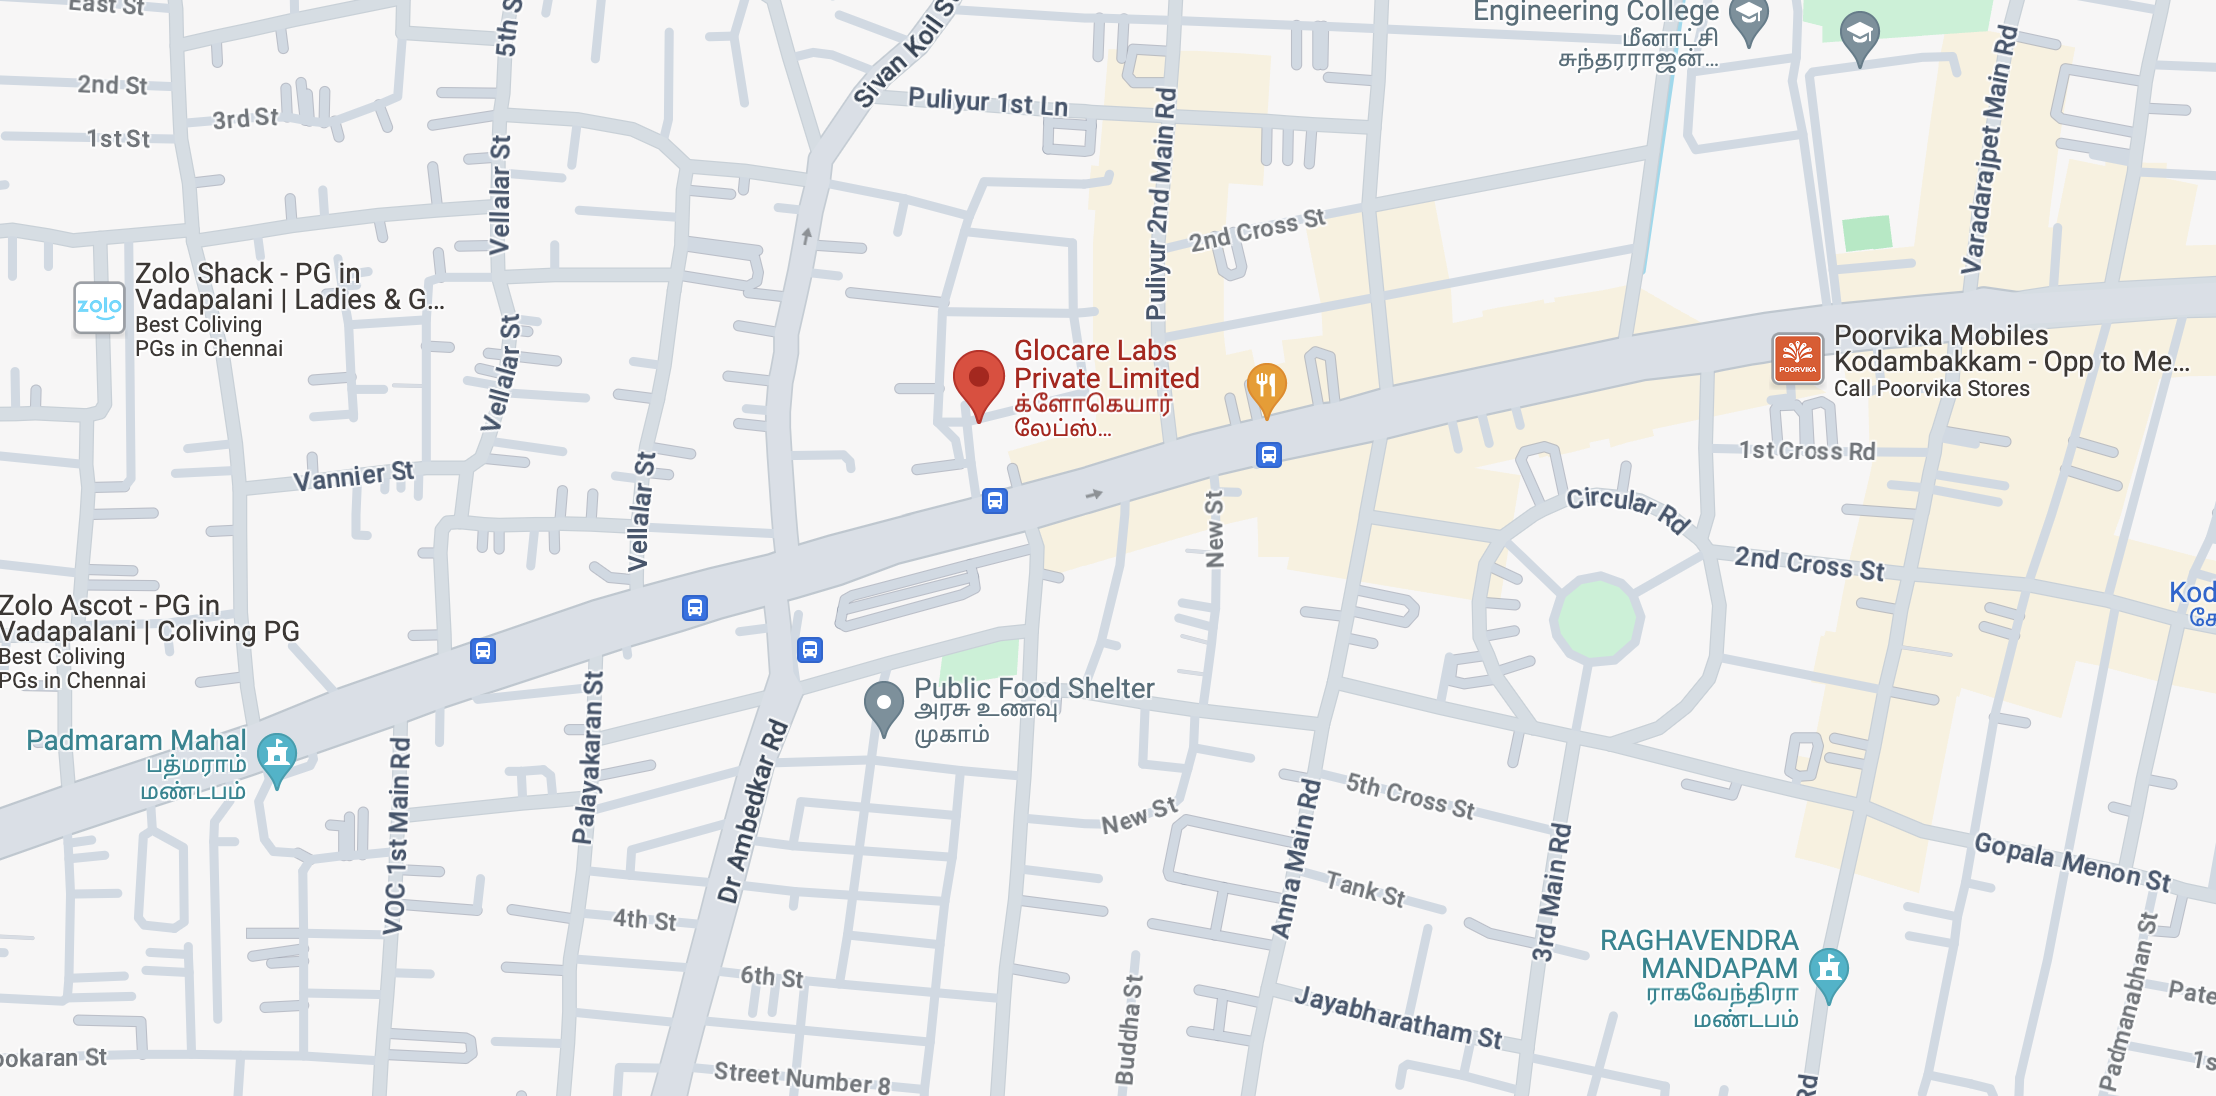 East St
5th S
Sivan Koil S
Engineering College
மீனாட்சி
சுந்தரராஜன்...
2nd St
3rd St
1st St
Puliyur 1st Ln
Puliyur 2nd Main Rd
Varadarajpet Main Rd
Vellalar St
2nd Cross St
Zolo Shack - PG in
Vadapalani | Ladies & G...
Best Coliving
PGs in Chennai
zolo
Vellalar St
Glocare Labs
Private Limited
க்ளோகெயார்
லேப்ஸ்...
Poorvika Mobiles
Kodambakkam - Opp to Me...
Call Poorvika Stores
POORVIKA
Vannier St
1st Cross Rd
Vellalar St
New St
Circular Rd
2nd Cross St
Kod
கோ
Zolo Ascot - PG in
Vadapalani | Coliving PG
Best Coliving
PGs in Chennai
Public Food Shelter
அரசு உணவு
முகாம்
Padmaram Mahal
பத்மராம்
மண்டபம்
Palayakaran St
VOC 1st Main Rd
Dr Ambedkar Rd
New St
5th Cross St
Anna Main Rd
3rd Main Rd
Gopala Menon St
Tank St
4th St
6th St
RAGHAVENDRA
MANDAPAM
ராகவேந்திரா
மண்டபம்
Padmanabhan St
Pate
Jayabharatham St
Buddha St
ookaran St
Street Number 8
Rd
1s